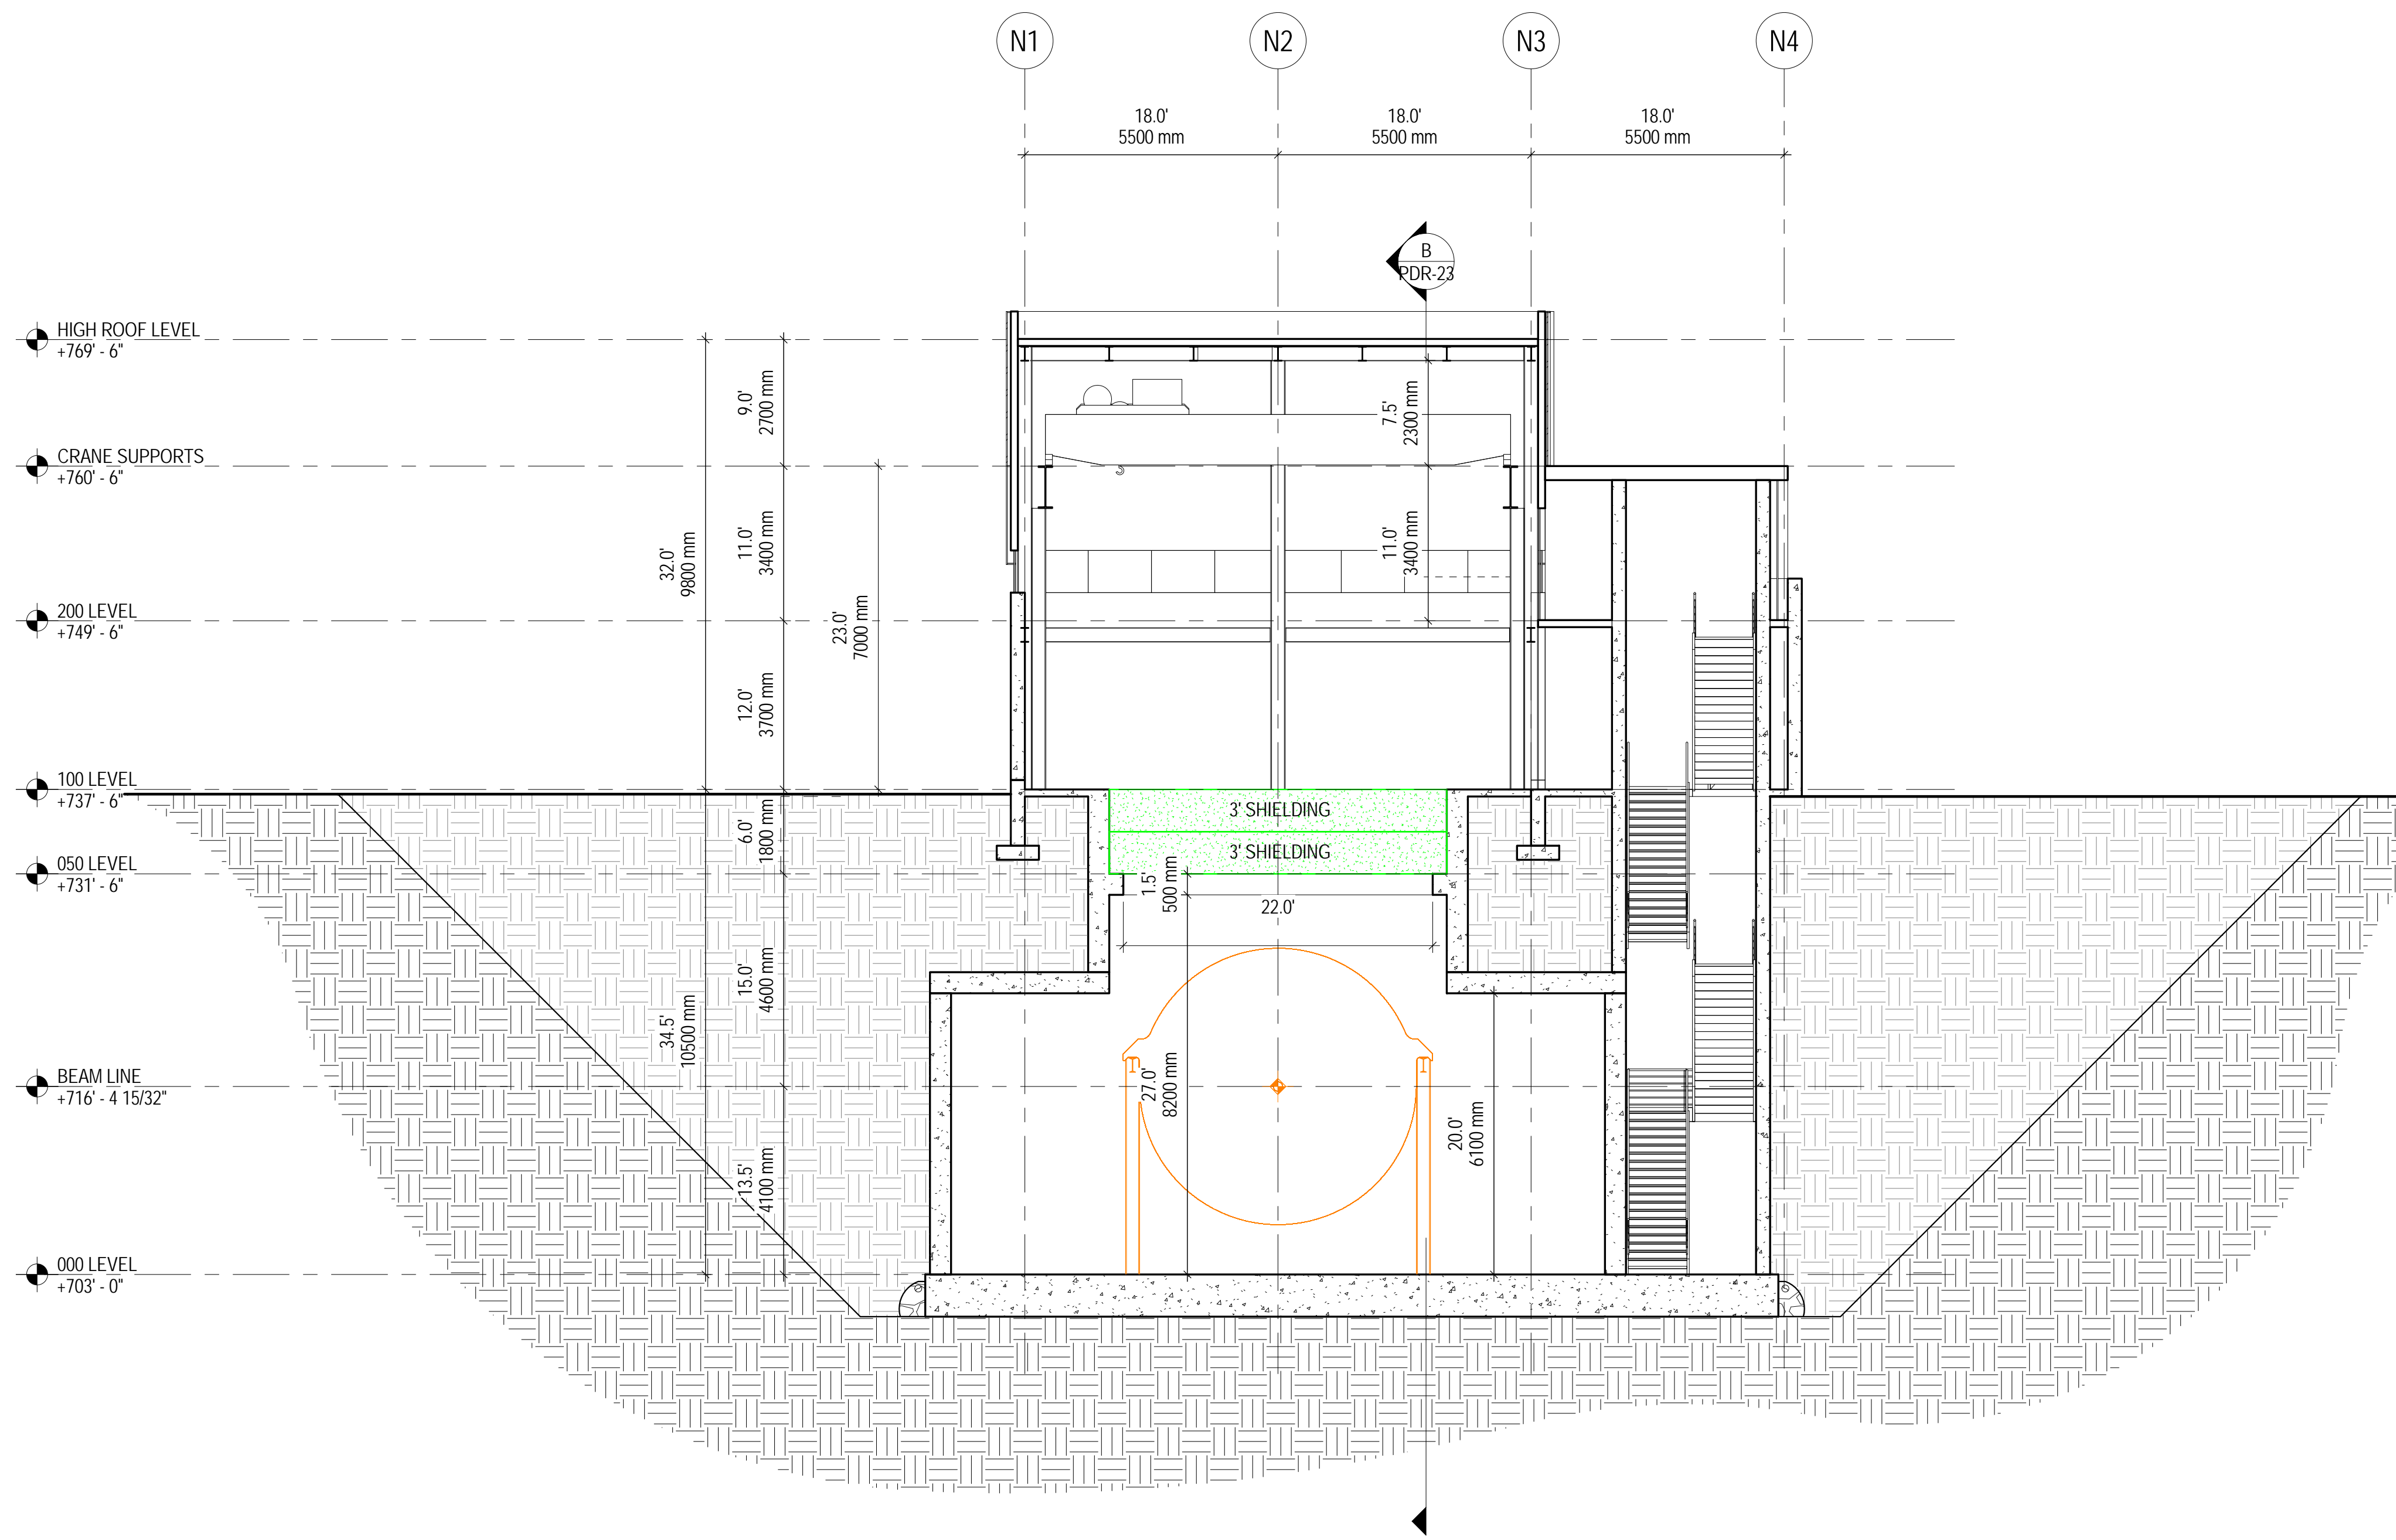 N1
N2
N3
N4
18.0'
5500 mm
18.0'
5500 mm
18.0'
5500 mm
B
PDR-23
HIGH ROOF LEVEL
+769' - 6"
9.0'
2700 mm
7.5'
2300 mm
CRANE SUPPORTS
+760' - 6"
32.0'
9800 mm
11.0'
3400 mm
11.0'
3400 mm
23.0'
7000 mm
200 LEVEL
+749' - 6"
12.0'
3700 mm
100 LEVEL
+737' - 6"
6.0'
1800 mm
3' SHIELDING
3' SHIELDING
050 LEVEL
+731' - 6"
1.5'
500 mm
22.0'
15.0'
4600 mm
34.5'
10500 mm
BEAM LINE
+716' - 4 15/32"
27.0'
8200 mm
20.0'
6100 mm
13.5'
4100 mm
000 LEVEL
+703' - 0"